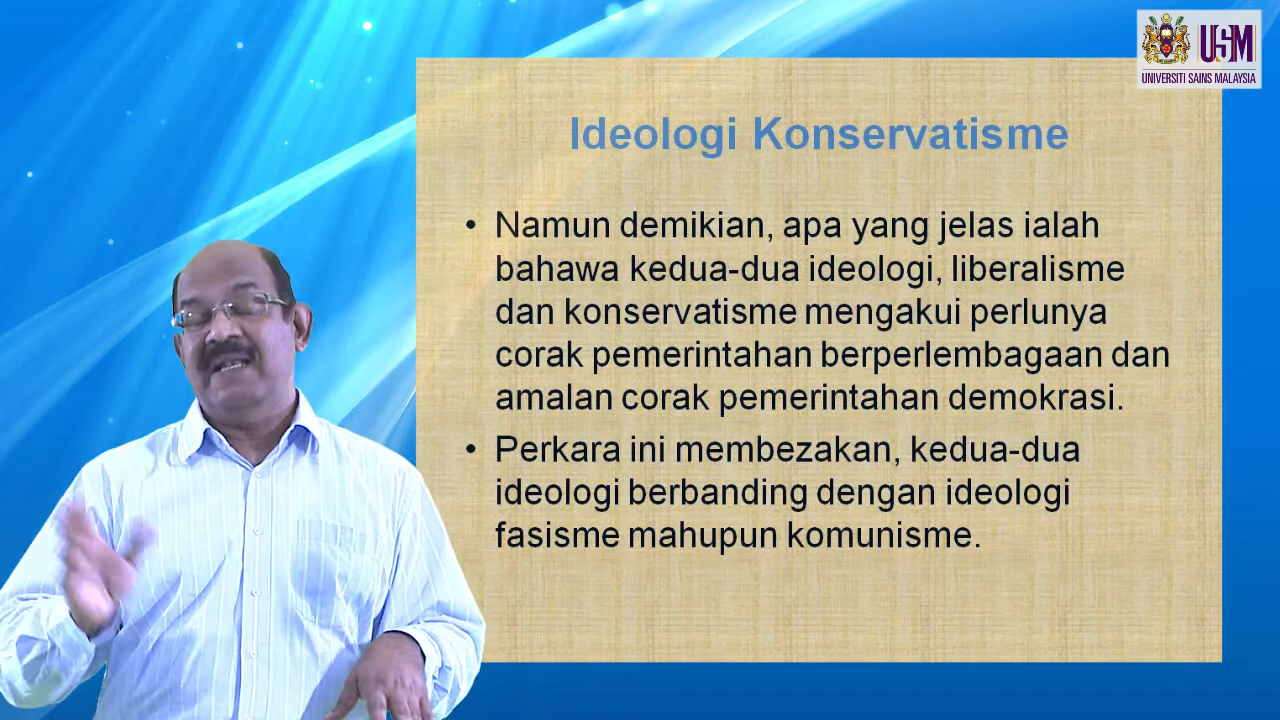 USM
UNIVERSITI SAINS MALAYSIA
Ideologi Konservatisme
• Namun demikian, apa yang jelas ialah
bahawa kedua-dua ideologi, liberalisme
dan konservatisme mengakui perlunya
corak pemerintahan berperlembagaan dan
amalan corak pemerintahan demokrasi.
• Perkara ini membezakan, kedua-dua
ideologi berbanding dengan ideologi
fasisme mahupun komunisme.